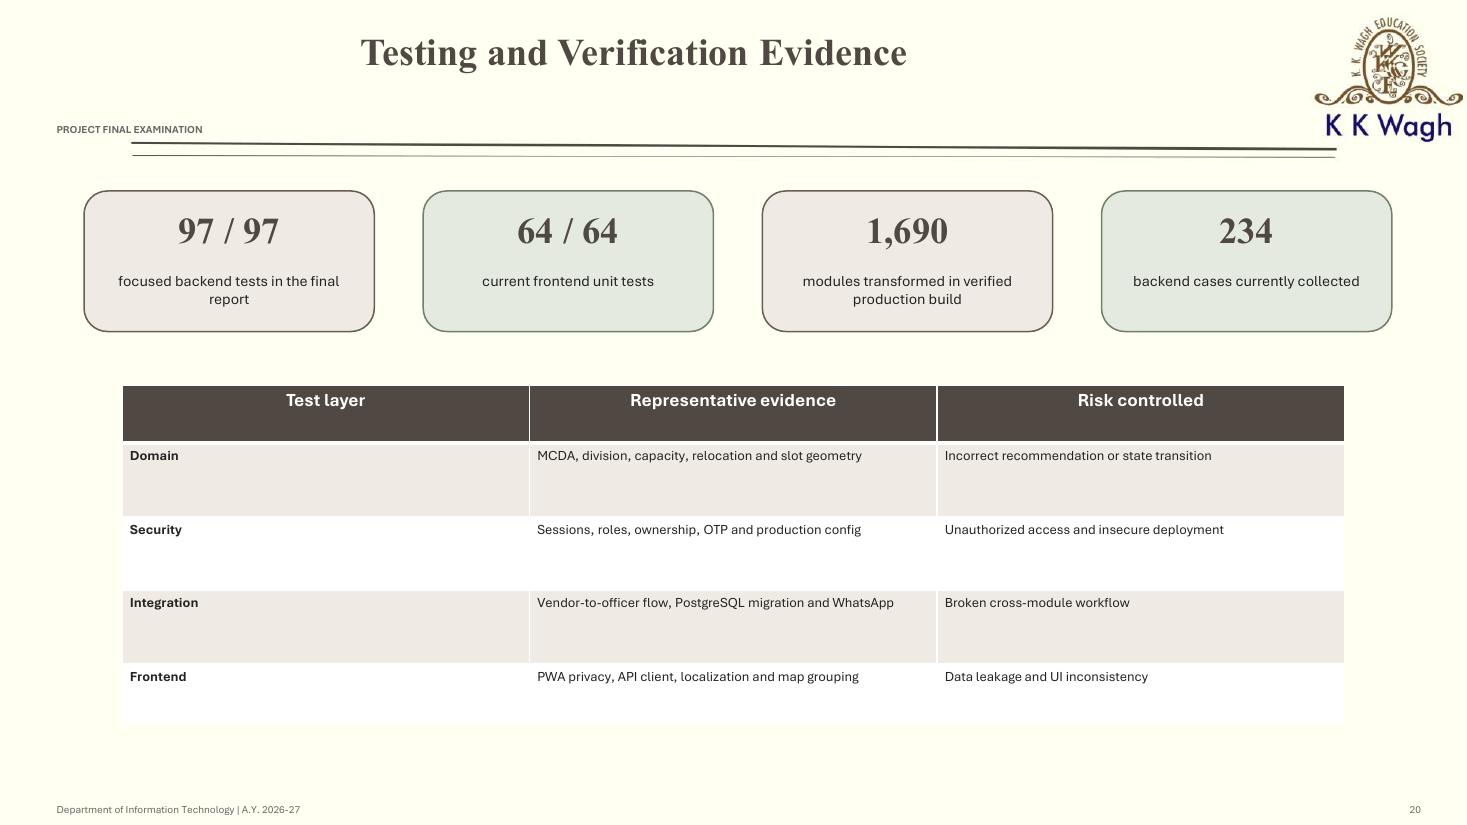 Testing and Verification Evidence
K. K. WAGH EDUCATION SOCIETY
K K Wagh
PROJECT FINAL EXAMINATION
97 / 97
focused backend tests in the final
report
64 / 64
current frontend unit tests
1,690
modules transformed in verified
production build
234
backend cases currently collected
Test layer Representative evidence Risk controlled
Domain MCDA, division, capacity, relocation and slot geometry Incorrect recommendation or state transition
Security Sessions, roles, ownership, OTP and production config Unauthorized access and insecure deployment
Integration Vendor-to-officer flow, PostgreSQL migration and WhatsApp Broken cross-module workflow
Frontend PWA privacy, API client, localization and map grouping Data leakage and UI inconsistency
Department of Information Technology | A.Y. 2026-27
20